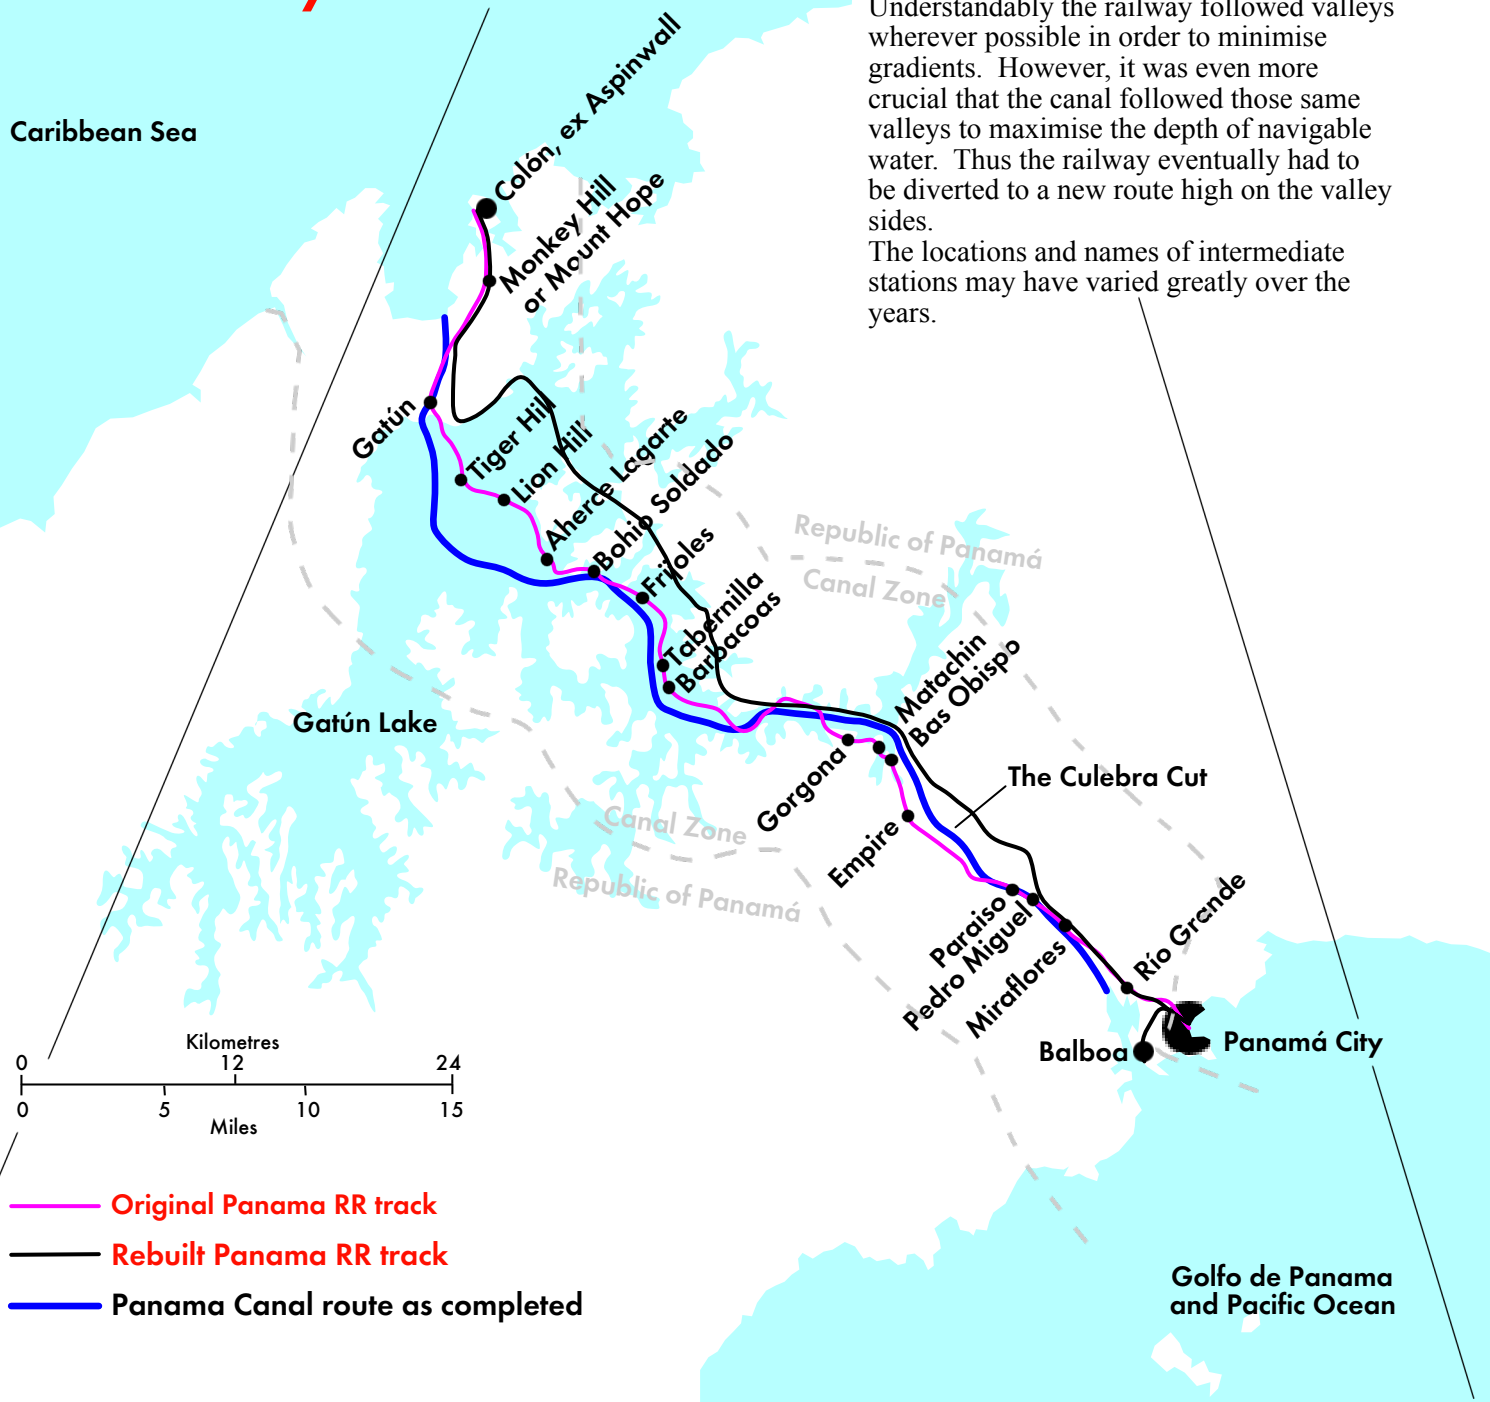 Understandably the railway followed valleys
wherever possible in order to minimise
gradients. However, it was even more
crucial that the canal followed those same
valleys to maximise the depth of navigable
water. Thus the railway eventually had to
be diverted to a new route high on the valley
sides.
The locations and names of intermediate
stations may have varied greatly over the
years.
Caribbean Sea
Colón, ex Aspinwall
Monkey Hill
or Mount Hope
Gatún
Tiger Hill
Lion Hill
Aherce Lagarte
Bohio Soldado
Frijoles
Tabernilla
Barbacoas
Republic of Panamá
Canal Zone
Matachin
Bas Obispo
Gatún Lake
Gorgona
The Culebra Cut
Canal Zone
Republic of Panamá
Empire
Paraiso
Pedro Miguel
Miraflores
Río Grande
Balboa
Panamá City
Kilometres
0 12 24
0 5 10 15
Miles
Original Panama RR track
Rebuilt Panama RR track
Panama Canal route as completed
Golfo de Panama
and Pacific Ocean